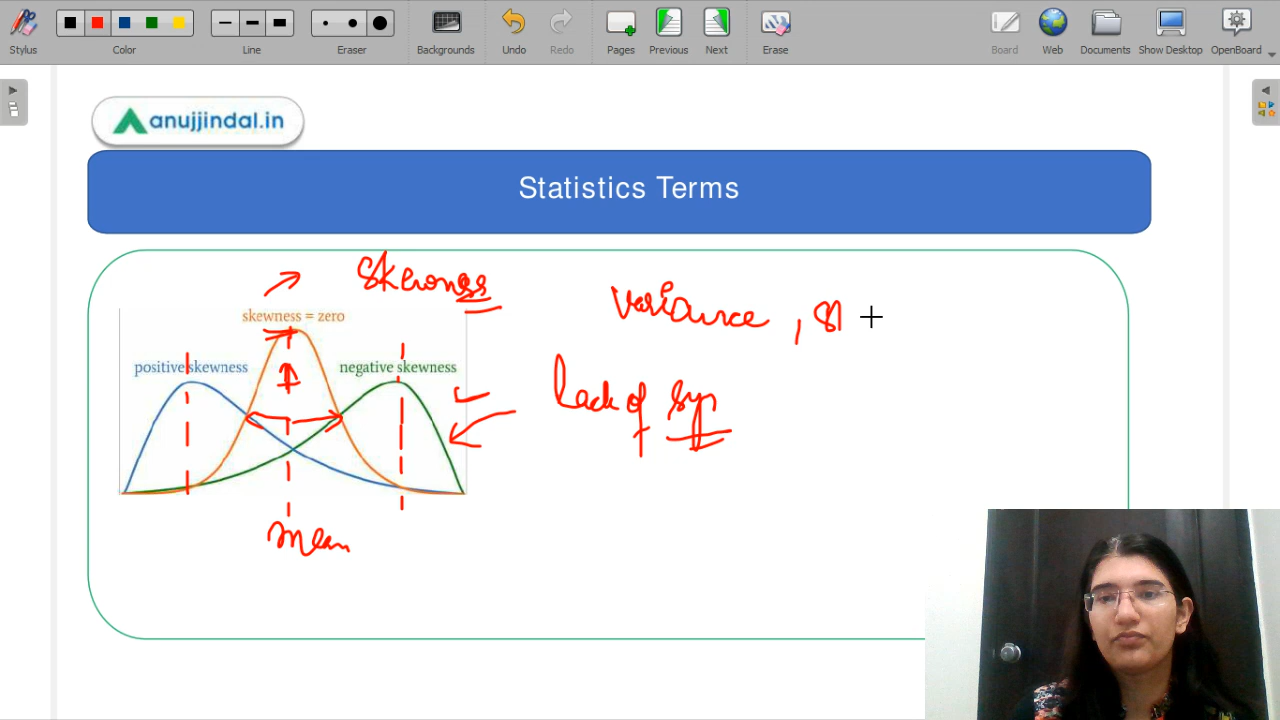 Stylus
Color
Line
Eraser
Backgrounds
Undo
Redo
Pages
Previous
Next
Erase
Board
Web
Documents
Show Desktop
OpenBoard
anujjindal.in
Statistics Terms
skewness
variance ,
skewness = zero
positive skewness
negative skewness
lack of
mean